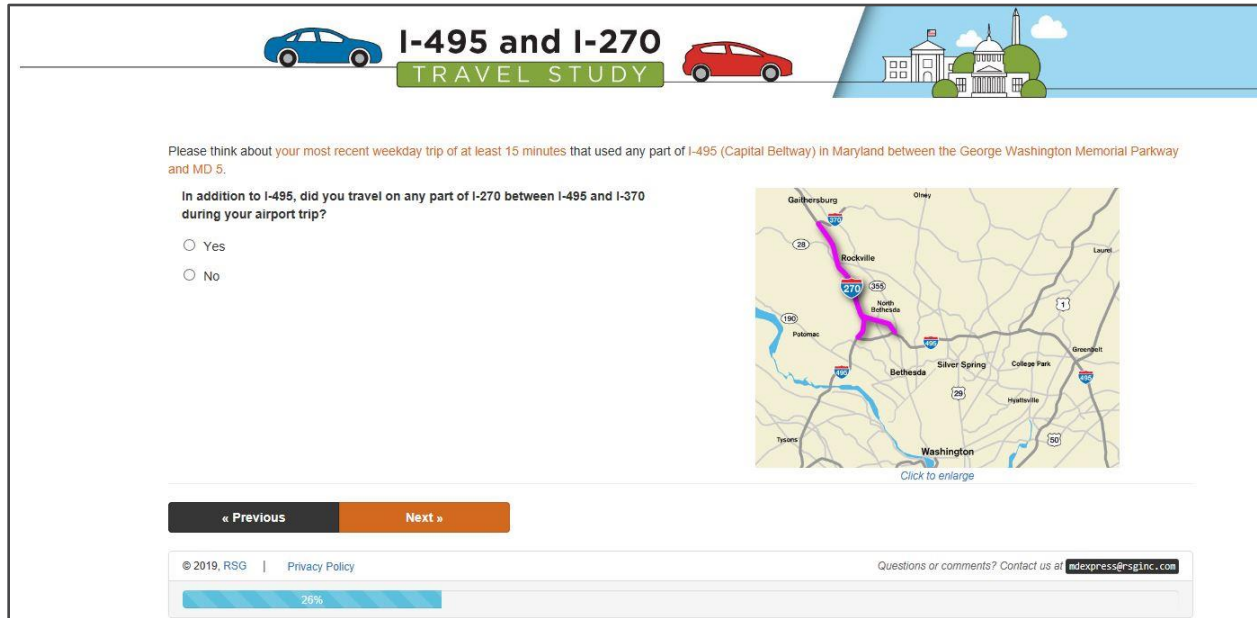 I-495 and I-270
TRAVEL STUDY
Please think about your most recent weekday trip of at least 15 minutes that used any part of I-495 (Capital Beltway) in Maryland between the George Washington Memorial Parkway
and MD 5.
In addition to I-495, did you travel on any part of I-270 between I-495 and I-370
during your airport trip?
Yes
No
Gaithersburg
Olney
370
28
Laurel
Rockville
270
355
North
Bethesda
1
190
Potomac
495
Greenbelt
Silver Spring
College Park
495
Bethesda
495
29
Hyattsville
Tysons
50
Washington
Click to enlarge
« Previous
Next »
© 2019, RSG | Privacy Policy
Questions or comments? Contact us at mdexpress@rsginc.com
26%